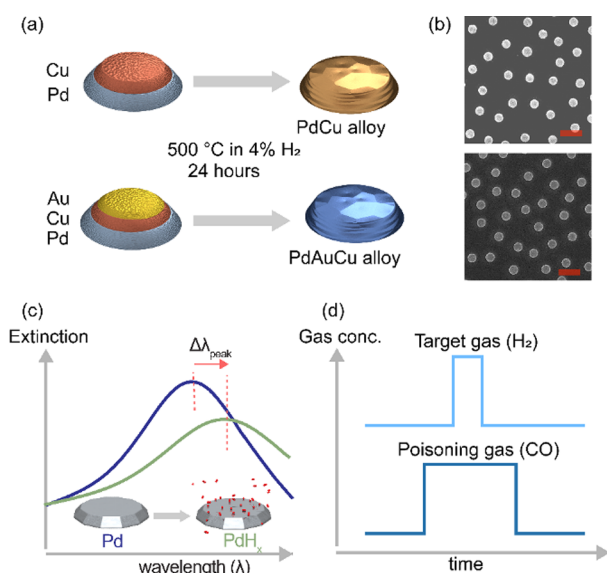 (a)
Cu
Pd
PdCu alloy
500 °C in 4% H₂
24 hours
Au
Cu
Pd
PdAuCu alloy
(b)
(c)
Extinction
Δλpeak
Pd
PdHₓ
wavelength (λ)
(d)
Gas conc.
Target gas (H₂)
Poisoning gas (CO)
time